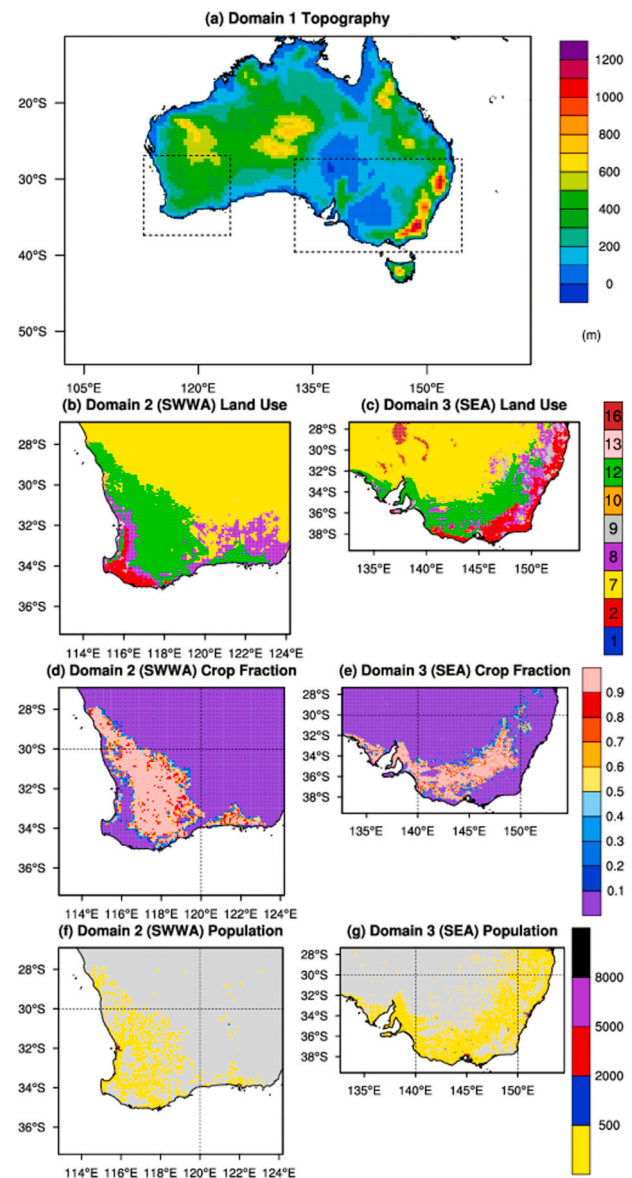 (a) Domain 1 Topography
20°S
30°S
40°S
50°S
105°E 120°E 135°E 150°E
1200
1000
800
600
400
200
0
(m)
(b) Domain 2 (SWWA) Land Use
28°S
30°S
32°S
34°S
36°S
114°E 116°E 118°E 120°E 122°E 124°E
(c) Domain 3 (SEA) Land Use
28°S
30°S
32°S
34°S
36°S
38°S
135°E 140°E 145°E 150°E
16
13
12
10
9
8
7
2
1
(d) Domain 2 (SWWA) Crop Fraction
28°S
30°S
32°S
34°S
36°S
114°E 116°E 118°E 120°E 122°E 124°E
(e) Domain 3 (SEA) Crop Fraction
28°S
30°S
32°S
34°S
36°S
38°S
135°E 140°E 145°E 150°E
0.9
0.8
0.7
0.6
0.5
0.4
0.3
0.2
0.1
(f) Domain 2 (SWWA) Population
28°S
30°S
32°S
34°S
36°S
114°E 116°E 118°E 120°E 122°E 124°E
(g) Domain 3 (SEA) Population
28°S
30°S
32°S
34°S
36°S
38°S
135°E 140°E 145°E 150°E
8000
5000
2000
500